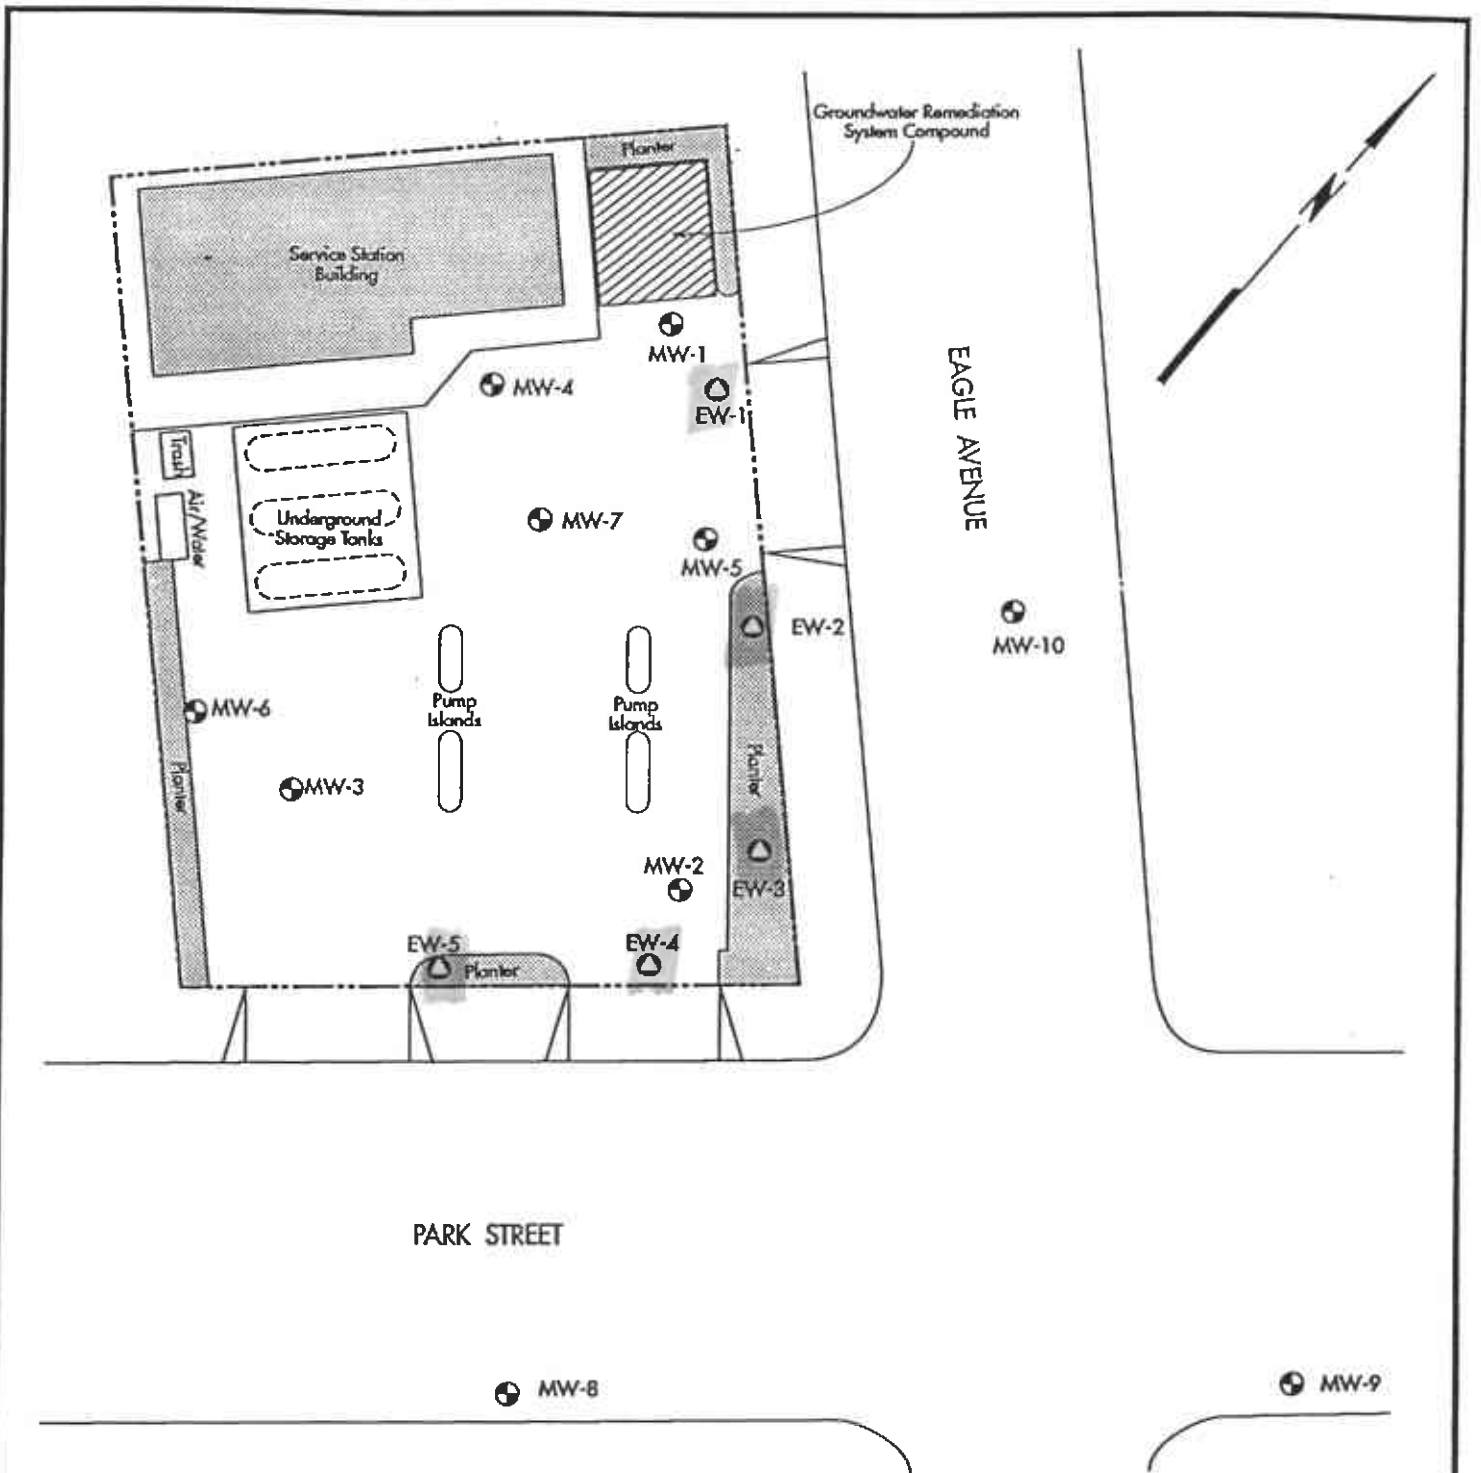 Groundwater Remediation
System Compound
Planter
Service Station
Building
MW-1
MW-4
EW-1
EAGLE AVENUE
Trash
Air/Water
Underground
Storage Tanks
MW-7
MW-5
EW-2
MW-10
MW-6
Pump
Islands
Pump
Islands
Planter
Planter
MW-3
MW-2
EW-3
EW-5
EW-4
Planter
PARK STREET
MW-8
MW-9
N